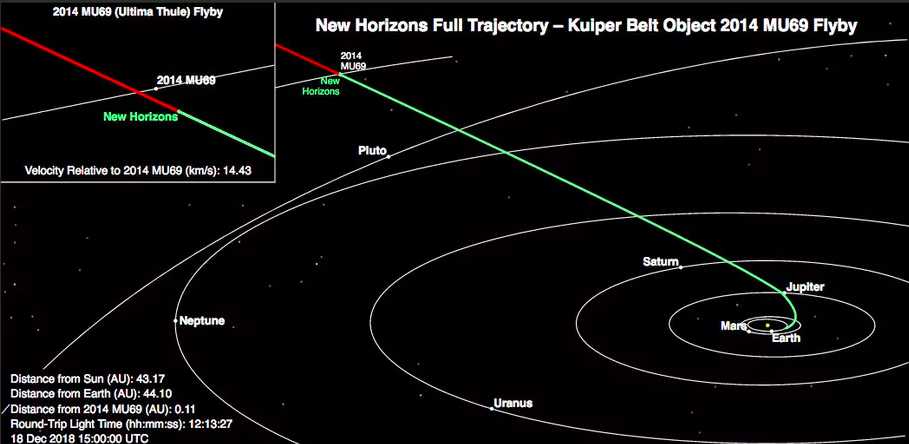 2014 MU69 (Ultima Thule) Flyby
2014 MU69
New Horizons
Velocity Relative to 2014 MU69 (km/s): 14.43
New Horizons Full Trajectory – Kuiper Belt Object 2014 MU69 Flyby
2014
MU69
New
Horizons
Pluto
Saturn
Jupiter
Neptune
Mars
Earth
Uranus
Distance from Sun (AU): 43.17
Distance from Earth (AU): 44.10
Distance from 2014 MU69 (AU): 0.11
Round-Trip Light Time (hh:mm:ss): 12:13:27
18 Dec 2018 15:00:00 UTC